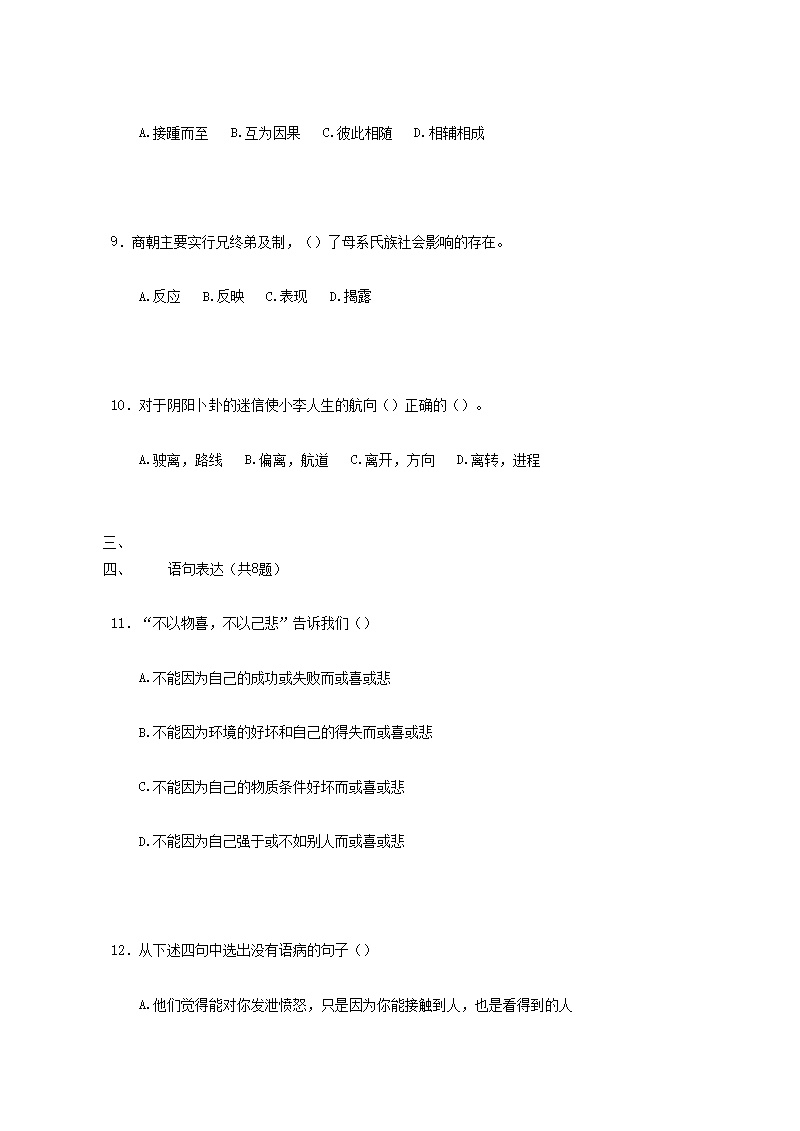 A.接踵而至 B.互为因果 C.彼此相随 D.相辅相成
9．商朝主要实行兄终弟及制，（）了母系氏族社会影响的存在。
A.反应 B.反映 C.表现 D.揭露
10．对于阴阳卜卦的迷信使小李人生的航向（）正确的（）。
A.驶离，路线 B.偏离，航道 C.离开，方向 D.离转，进程
三、
四、 语句表达（共8题）
11．“不以物喜，不以己悲”告诉我们（）
A.不能因为自己的成功或失败而或喜或悲
B.不能因为环境的好坏和自己的得失而或喜或悲
C.不能因为自己的物质条件好坏而或喜或悲
D.不能因为自己强于或不如别人而或喜或悲
12．从下述四句中选出没有语病的句子（）
A.他们觉得能对你发泄愤怒，只是因为你能接触到人，也是看得到的人